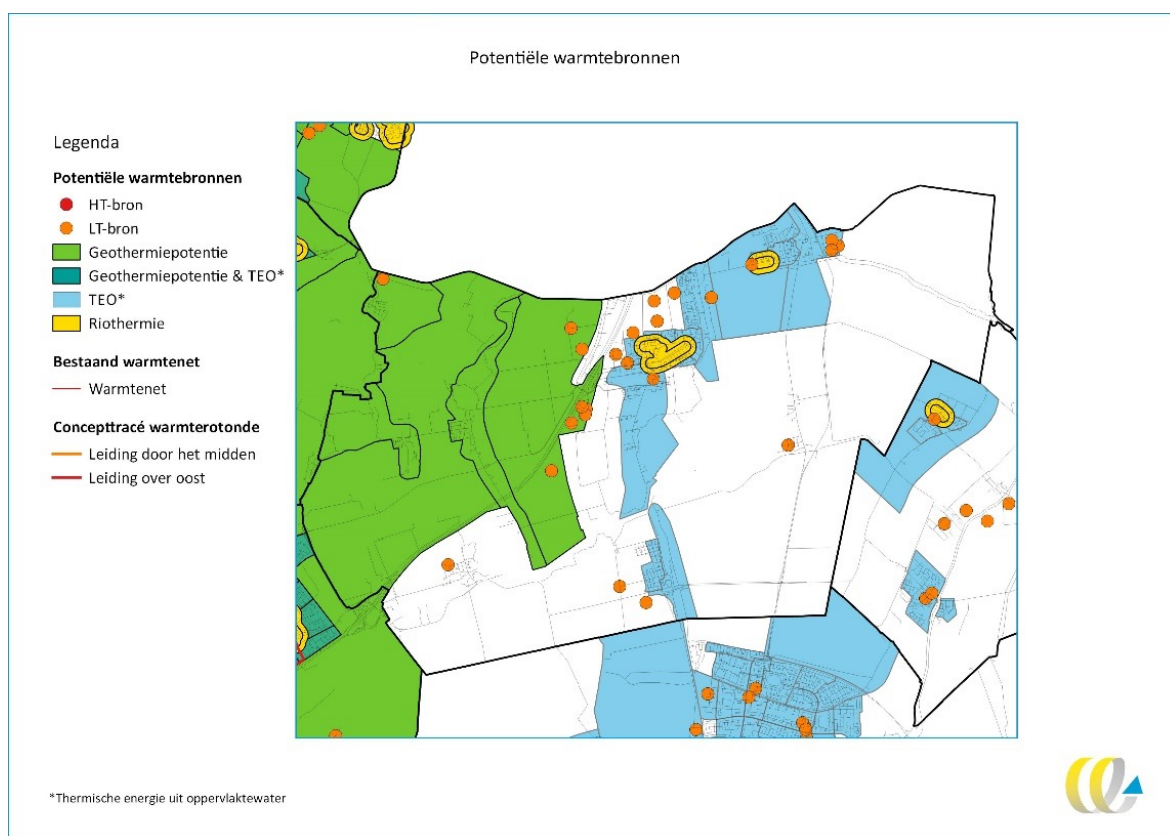 Potentiële warmtebronnen
Legenda
Potentiële warmtebronnen
HT-bron
LT-bron
Geothermiepotentie
Geothermiepotentie & TEO*
TEO*
Riothermie
Bestaand warmtenet
Warmtenet
Concepttracé warmterotonde
Leiding door het midden
Leiding over oost
*Thermische energie uit oppervlaktewater